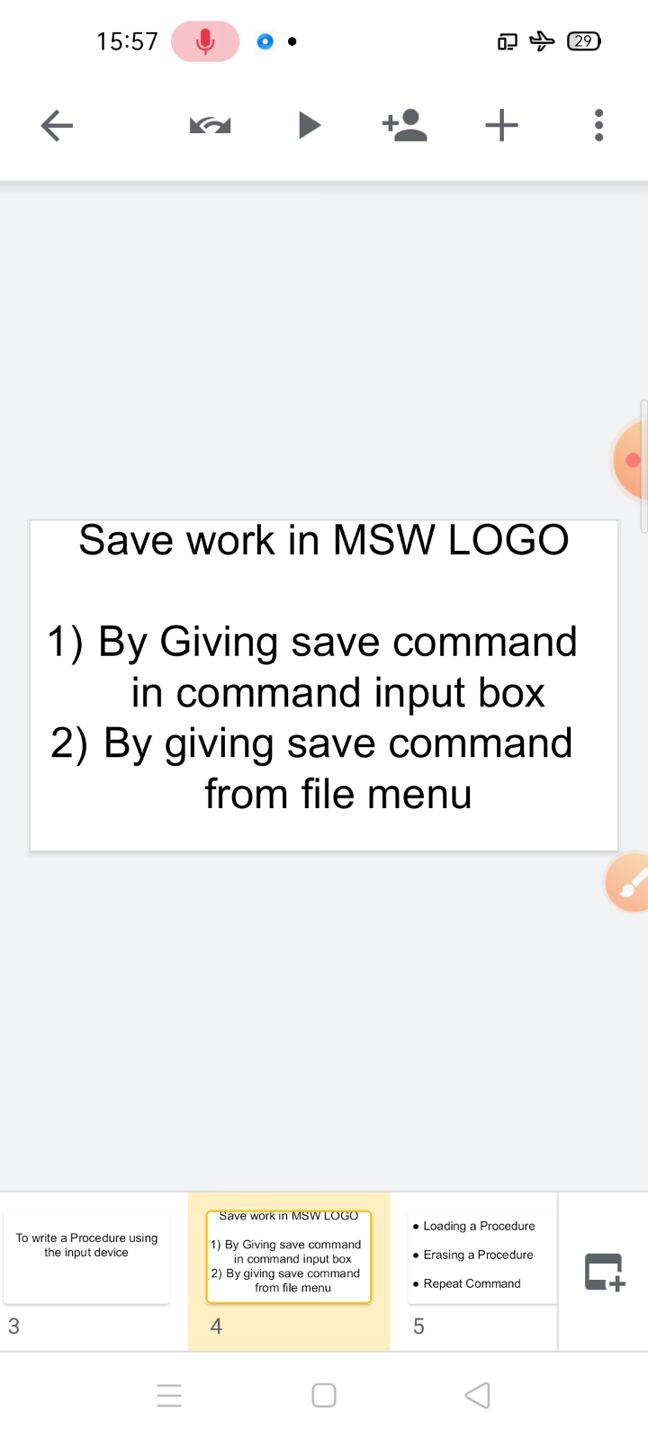 15:57
29
Save work in MSW LOGO
1) By Giving save command
in command input box
2) By giving save command
from file menu
To write a Procedure using
the input device
3
Save work in MSW LOGO
1) By Giving save command
in command input box
2) By giving save command
from file menu
4
• Loading a Procedure
• Erasing a Procedure
• Repeat Command
5